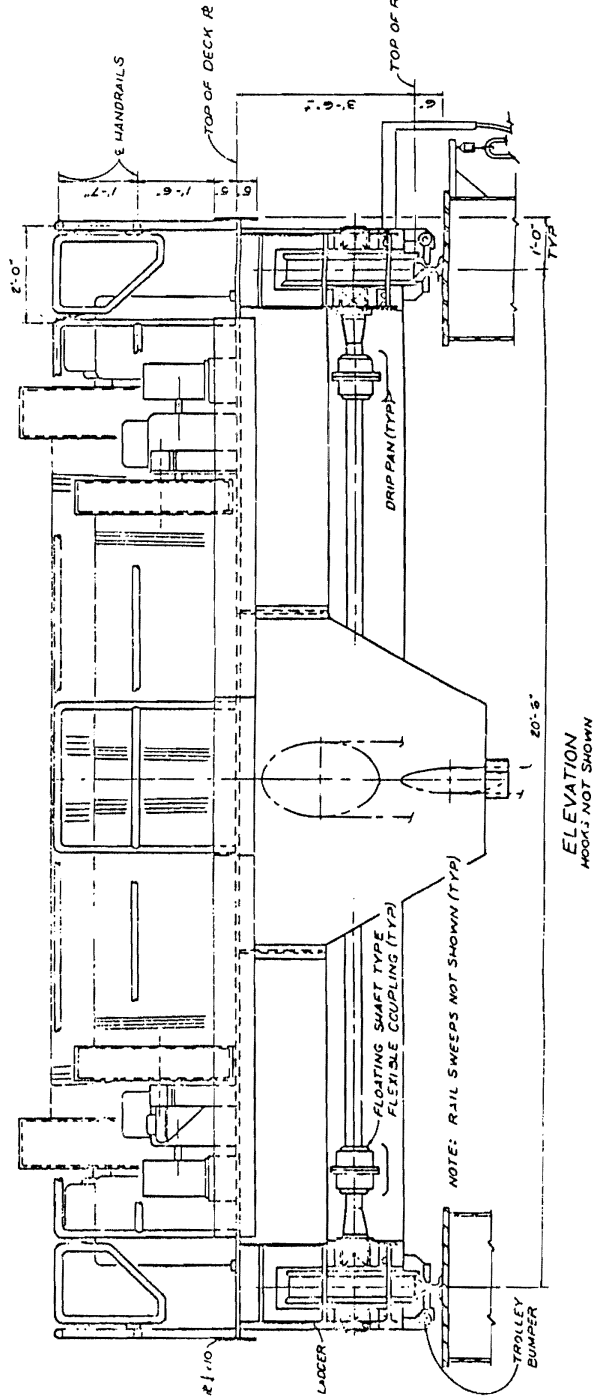 2'-0"
1'-7"
1'-6"
6" 5"
℄ HANDRAILS
TOP OF DECK ℞
3'-6"±
TOP OF
6"
1'-0"
TYP
DRIP PAN (TYP)
20'-6"
FLOATING SHAFT TYPE
FLEXIBLE COUPLING (TYP)
NOTE: RAIL SWEEPS NOT SHOWN (TYP)
LADDER
TROLLEY
BUMPER
ELEVATION
HOOKS NOT SHOWN